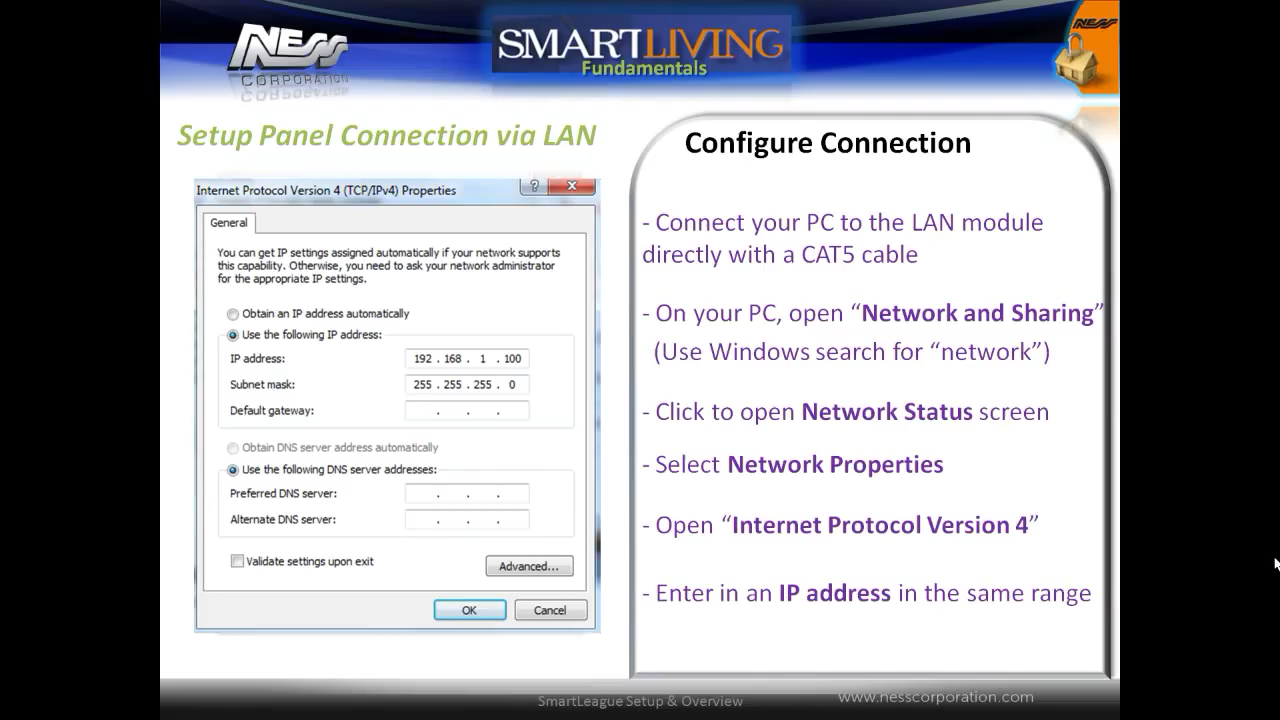 NESS
CORPORATION
SMARTLIVING
Fundamentals
NESS
Setup Panel Connection via LAN
Internet Protocol Version 4 (TCP/IPv4) Properties
?
General
You can get IP settings assigned automatically if your network supports
this capability. Otherwise, you need to ask your network administrator
for the appropriate IP settings.
Obtain an IP address automatically
Use the following IP address:
IP address: 192 . 168 . 1 . 100
Subnet mask: 255 . 255 . 255 . 0
Default gateway: . . .
Obtain DNS server address automatically
Use the following DNS server addresses:
Preferred DNS server: . . .
Alternate DNS server: . . .
Validate settings upon exit
Advanced...
OK Cancel
Configure Connection
- Connect your PC to the LAN module
directly with a CAT5 cable
- On your PC, open “Network and Sharing”
(Use Windows search for “network”)
- Click to open Network Status screen
- Select Network Properties
- Open “Internet Protocol Version 4”
- Enter in an IP address in the same range
SmartLeague Setup & Overview
www.nesscorporation.com